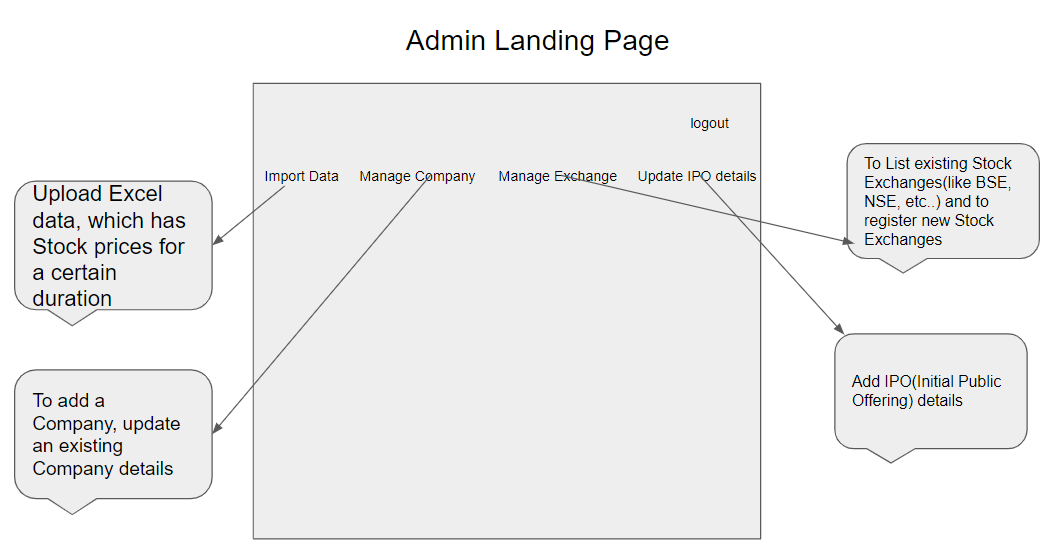 Admin Landing Page
logout
Import Data
Manage Company
Manage Exchange
Update IPO details
Upload Excel
data, which has
Stock prices for
a certain
duration
To add a
Company, update
an existing
Company details
To List existing Stock
Exchanges(like BSE,
NSE, etc..) and to
register new Stock
Exchanges
Add IPO(Initial Public
Offering) details